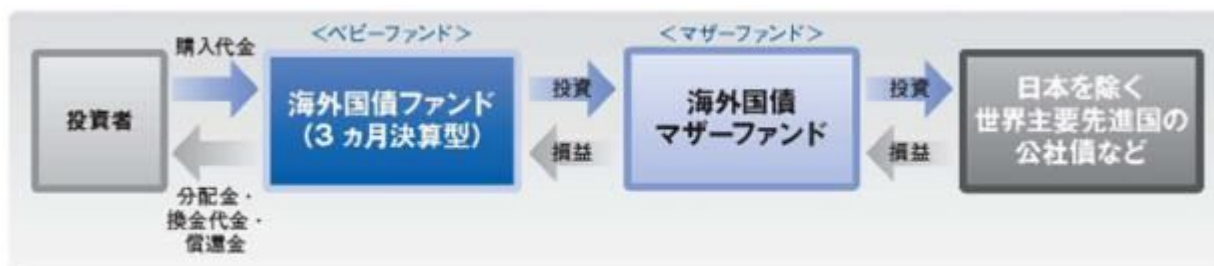 <ベビーファンド>
<マザーファンド>
購入代金
投資者
分配金・
換金代金・
償還金
海外国債ファンド
(3ヵ月決算型)
投資
損益
海外国債
マザーファンド
投資
損益
日本を除く
世界主要先進国の
公社債など